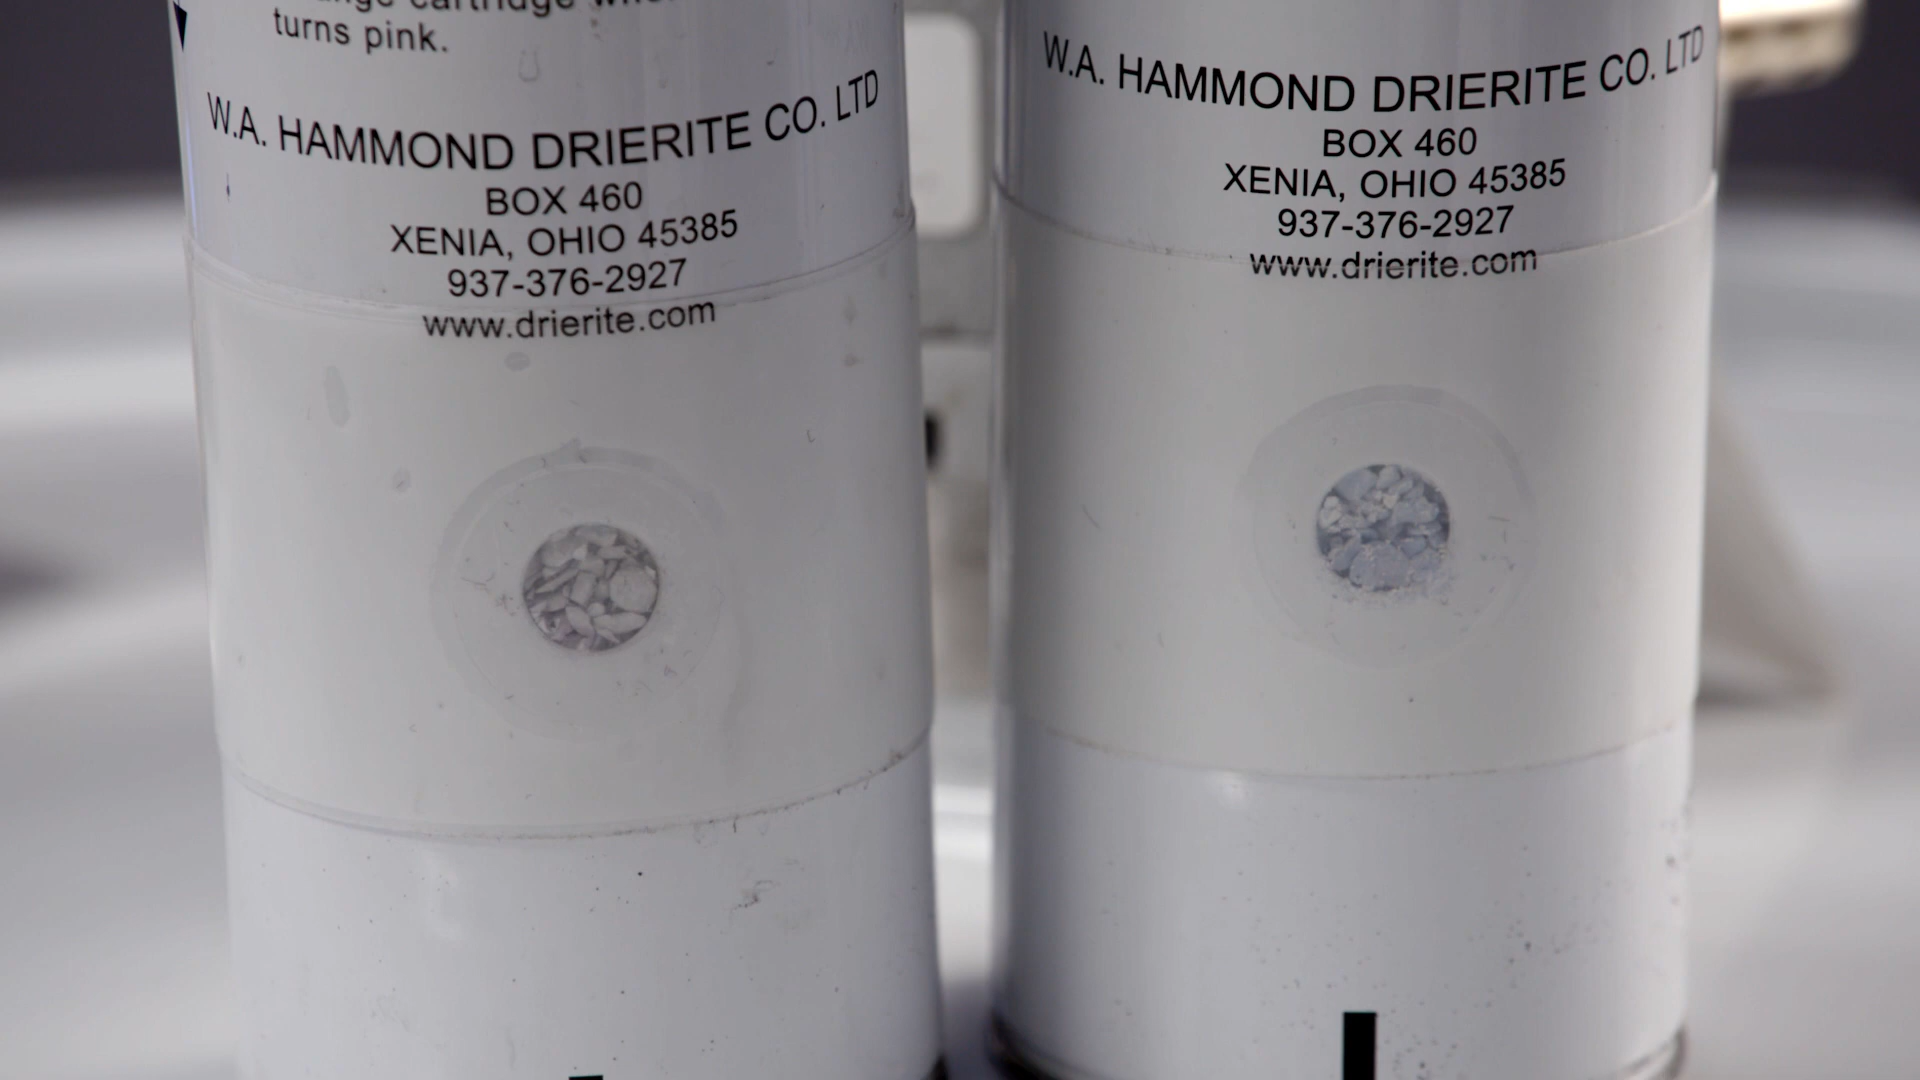 cartridge
turns pink.
W.A. HAMMOND DRIERITE CO. LTD
BOX 460
XENIA, OHIO 45385
937-376-2927
www.drierite.com
W.A. HAMMOND DRIERITE CO. LTD
BOX 460
XENIA, OHIO 45385
937-376-2927
www.drierite.com